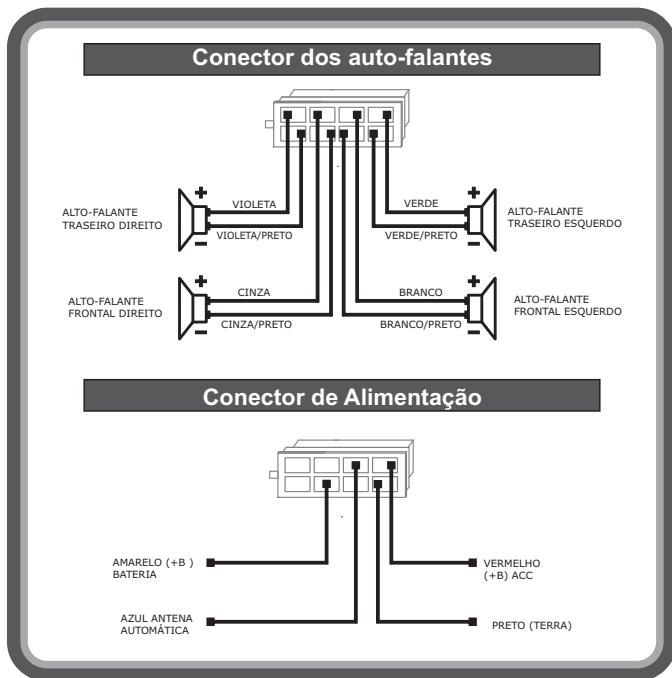 Conector dos auto-falantes
+
VIOLETA
ALTO-FALANTE
TRASEIRO DIREITO
VIOLETA/PRETO
−
+
VERDE
ALTO-FALANTE
TRASEIRO ESQUERDO
VERDE/PRETO
−
+
CINZA
ALTO-FALANTE
FRONTAL DIREITO
CINZA/PRETO
−
+
BRANCO
ALTO-FALANTE
FRONTAL ESQUERDO
BRANCO/PRETO
−
Conector de Alimentação
AMARELO (+B )
BATERIA
VERMELHO
(+B) ACC
AZUL ANTENA
AUTOMÁTICA
PRETO (TERRA)